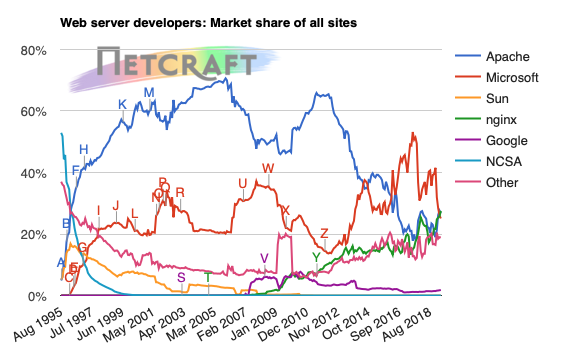 Web server developers: Market share of all sites
NETCRAFT
80%
60%
40%
20%
0%
Apache
Microsoft
Sun
nginx
Google
NCSA
Other
A
B
F
H
K
M
C
G
I
J
L
P
Q
R
U
W
X
Z
S
T
V
Y
Aug 1995
Jul 1997
Jun 1999
May 2001
Apr 2003
Mar 2005
Feb 2007
Jan 2009
Dec 2010
Nov 2012
Oct 2014
Sep 2016
Aug 2018